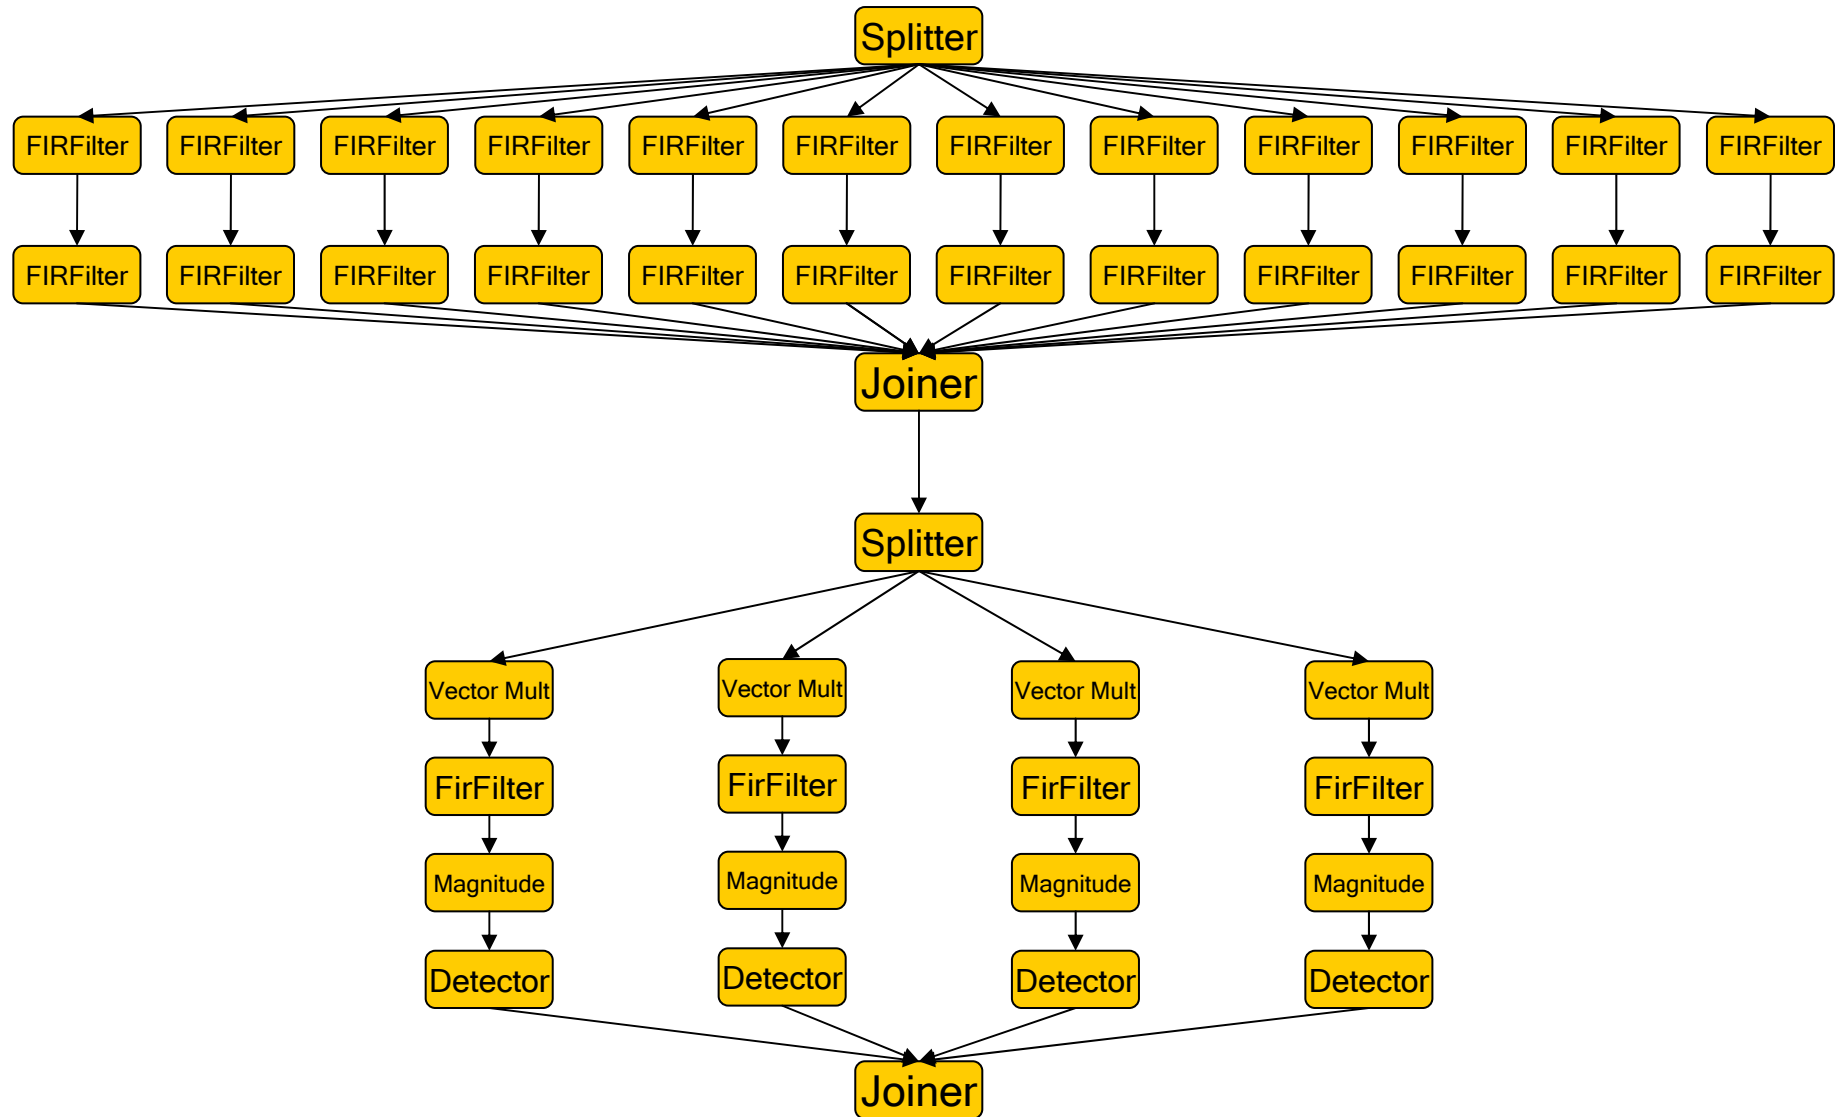 Splitter
FIRFilter FIRFilter FIRFilter FIRFilter FIRFilter FIRFilter FIRFilter FIRFilter FIRFilter FIRFilter FIRFilter FIRFilter
FIRFilter FIRFilter FIRFilter FIRFilter FIRFilter FIRFilter FIRFilter FIRFilter FIRFilter FIRFilter FIRFilter FIRFilter
Joiner
Splitter
Vector Mult Vector Mult Vector Mult Vector Mult
FirFilter FirFilter FirFilter FirFilter
Magnitude Magnitude Magnitude Magnitude
Detector Detector Detector Detector
Joiner